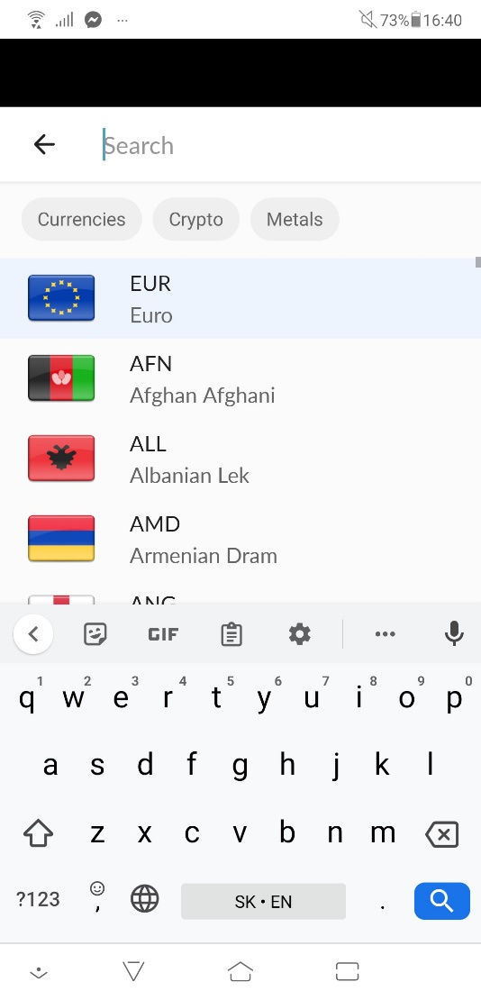 73% 16:40
Search
Currencies Crypto Metals
EUR
Euro
AFN
Afghan Afghani
ALL
Albanian Lek
AMD
Armenian Dram
ANG
GIF
1 2 3 4 5 6 7 8 9 0
q w e r t y u i o p
a s d f g h j k l
z x c v b n m
?123 , SK • EN .